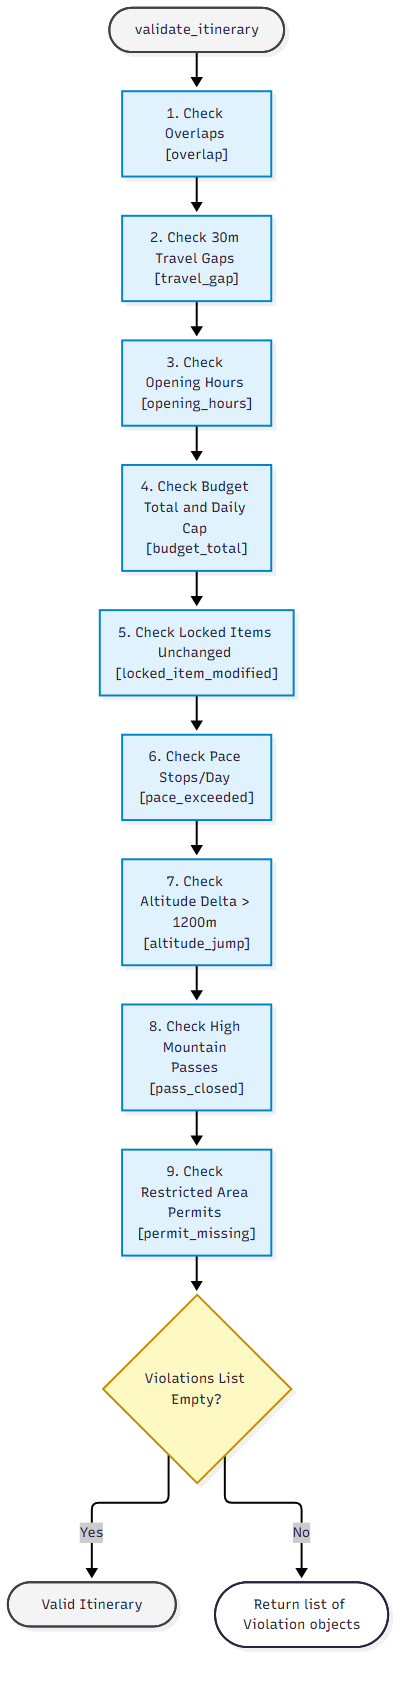 validate_itinerary
1. Check
Overlaps
[overlap]
2. Check 30m
Travel Gaps
[travel_gap]
3. Check
Opening Hours
[opening_hours]
4. Check Budget
Total and Daily
Cap
[budget_total]
5. Check Locked Items
Unchanged
[locked_item_modified]
6. Check Pace
Stops/Day
[pace_exceeded]
7. Check
Altitude Delta >
1200m
[altitude_jump]
8. Check High
Mountain
Passes
[pass_closed]
9. Check
Restricted Area
Permits
[permit_missing]
Violations List
Empty?
Yes
No
Valid Itinerary
Return list of
Violation objects